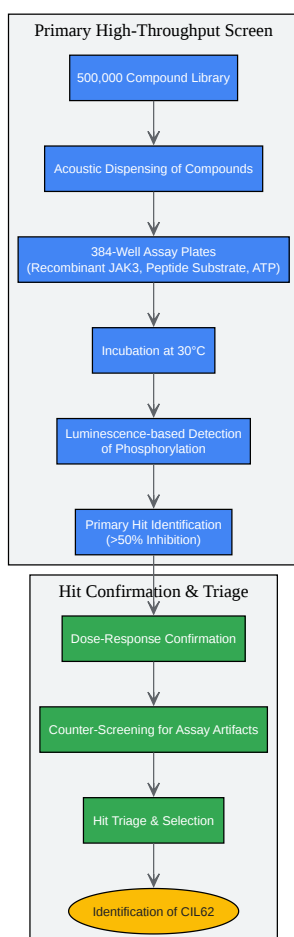 Primary High-Throughput Screen
500,000 Compound Library
Acoustic Dispensing of Compounds
384-Well Assay Plates
(Recombinant JAK3, Peptide Substrate, ATP)
Incubation at 30°C
Luminescence-based Detection
of Phosphorylation
Primary Hit Identification
(>50% Inhibition)
Hit Confirmation & Triage
Dose-Response Confirmation
Counter-Screening for Assay Artifacts
Hit Triage & Selection
Identification of CIL62